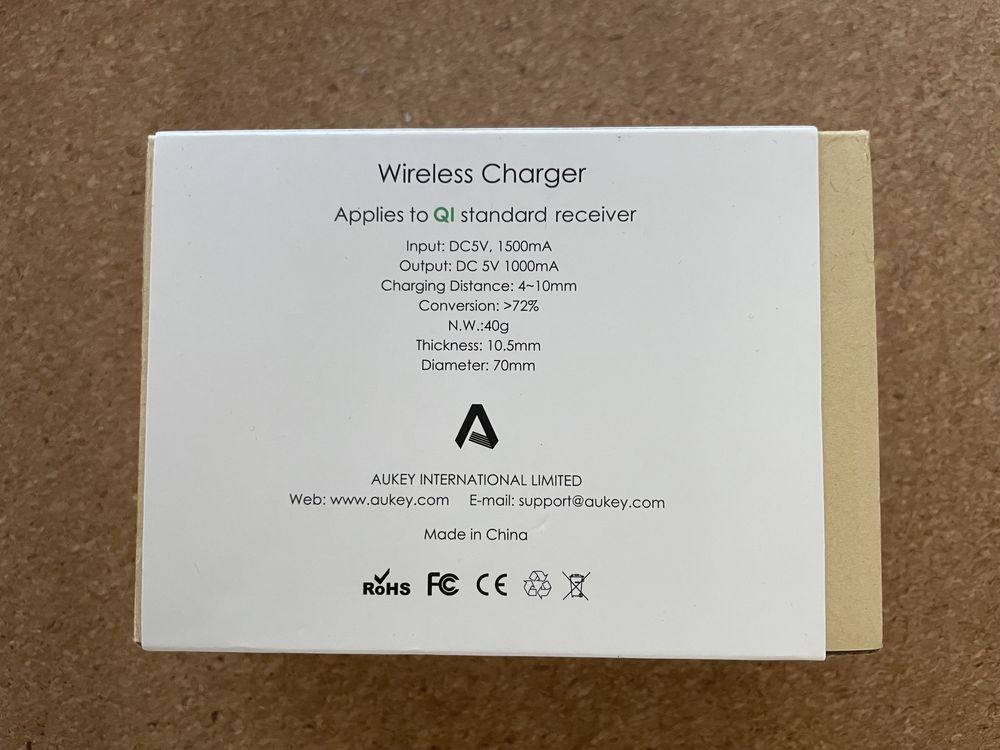 Wireless Charger
Applies to QI standard receiver
Input: DC5V, 1500mA
Output: DC 5V 1000mA
Charging Distance: 4~10mm
Conversion: >72%
N.W.:40g
Thickness: 10.5mm
Diameter: 70mm
AUKEY INTERNATIONAL LIMITED
Web: www.aukey.com E-mail: support@aukey.com
Made in China
RoHS FC CE